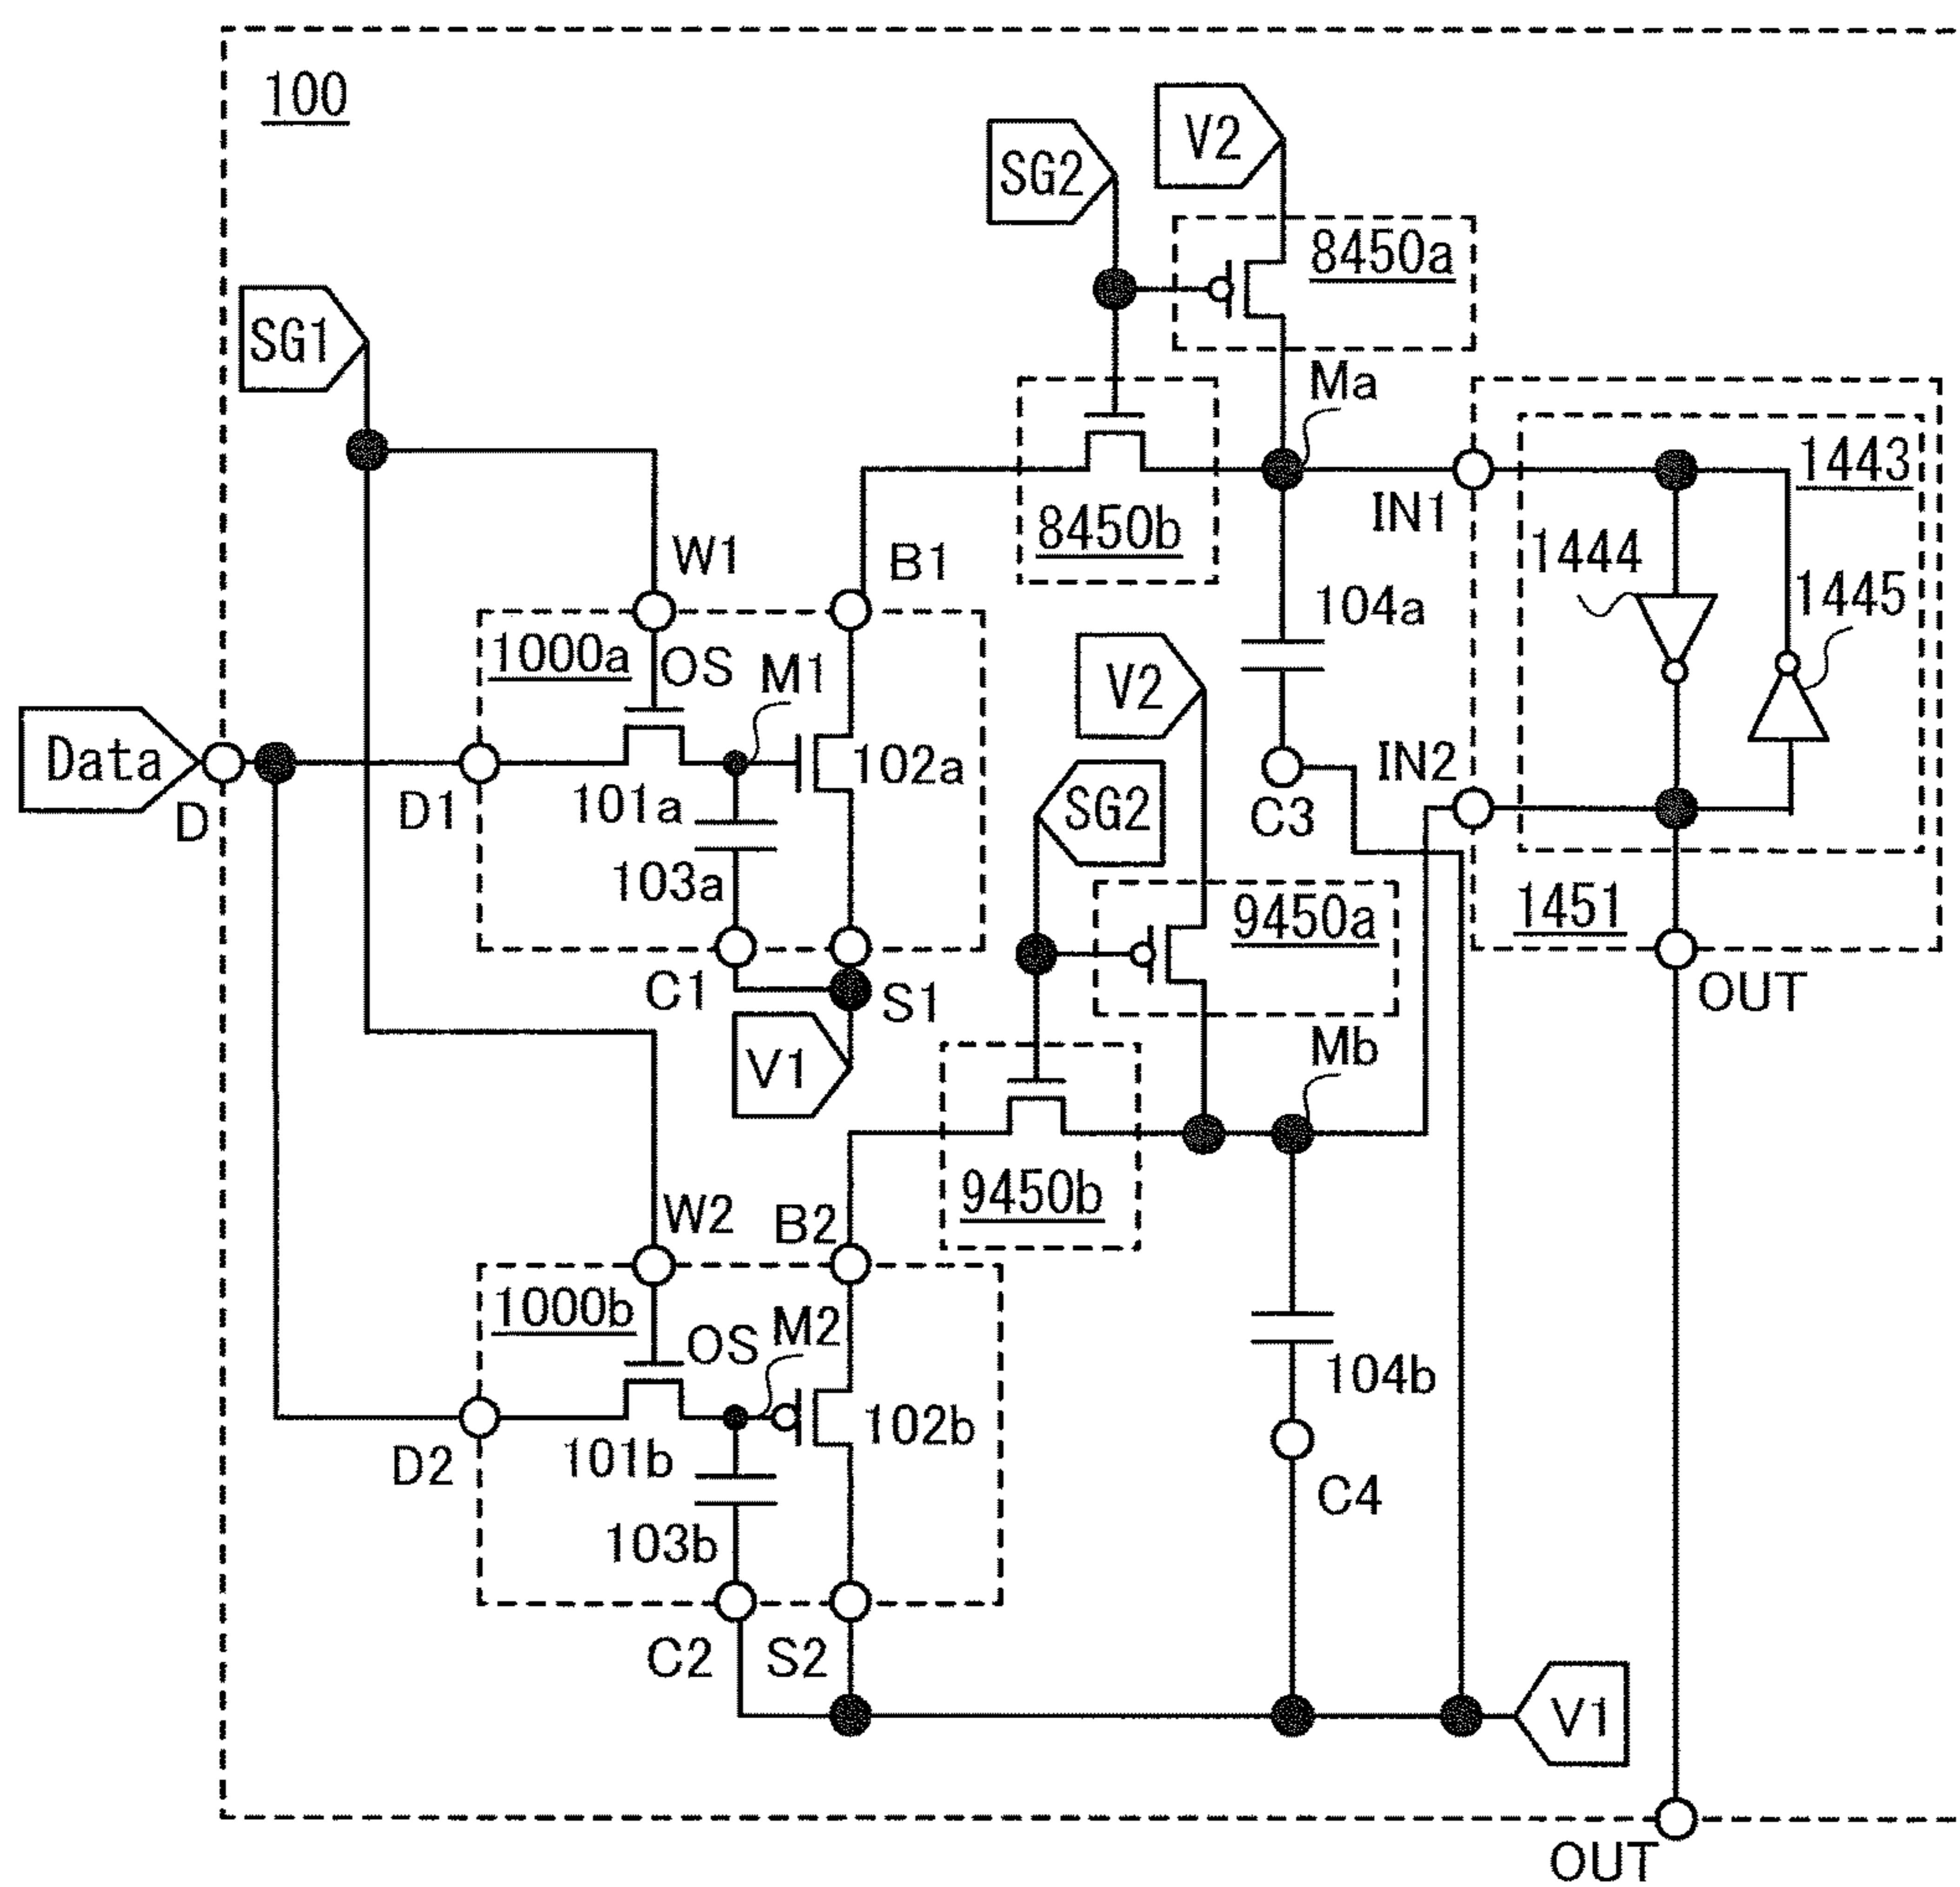 100
V2
SG2
8450a
SG1
Ma
1443
IN1
8450b
W1
B1
1444
1445
104a
1000a
OS
M1
V2
Data
D
D1
101a
102a
SG2
C3
IN2
103a
9450a
1451
C1
S1
OUT
V1
Mb
9450b
W2
B2
1000b
OS
M2
104b
D2
101b
102b
C4
103b
C2
S2
V1
OUT